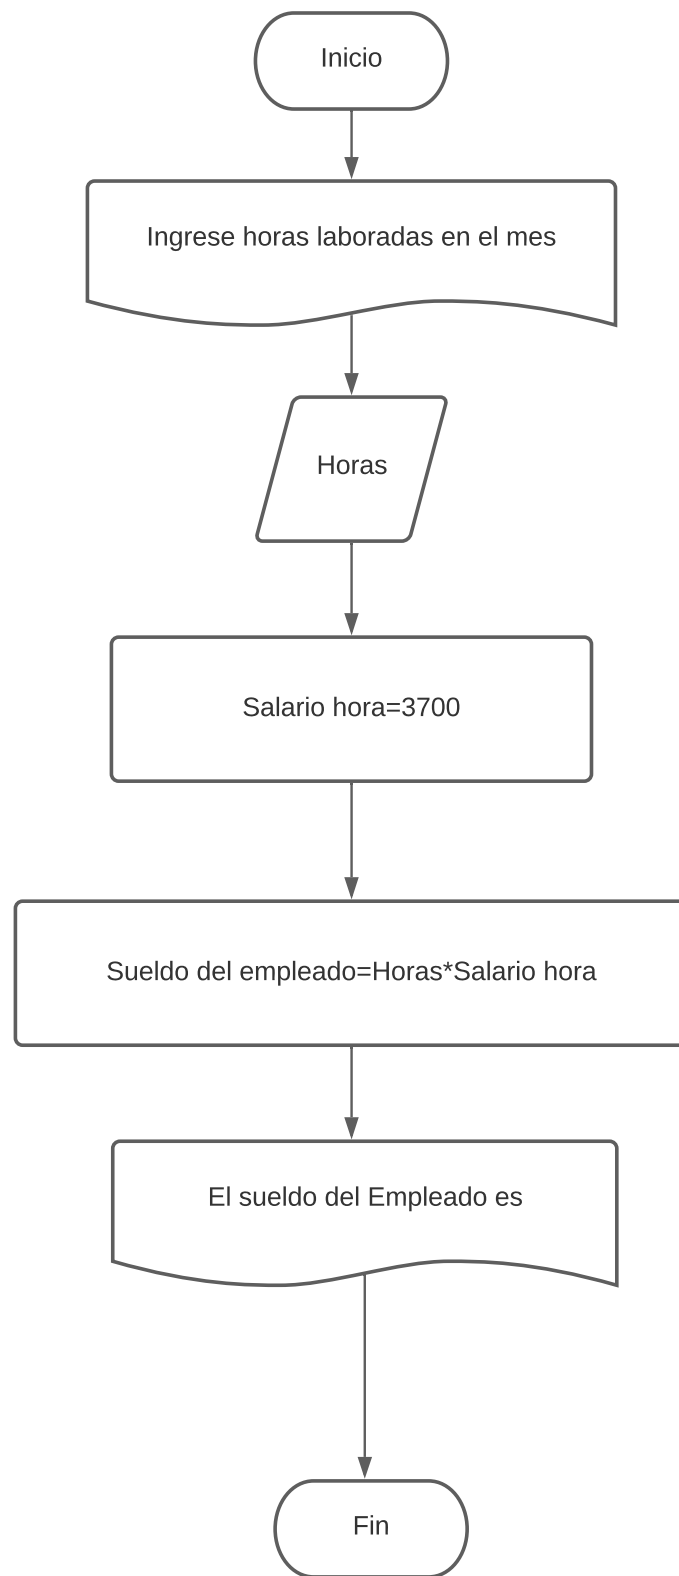 Inicio
Ingrese horas laboradas en el mes
Horas
Salario hora=3700
Sueldo del empleado=Horas*Salario hora
El sueldo del Empleado es
Fin